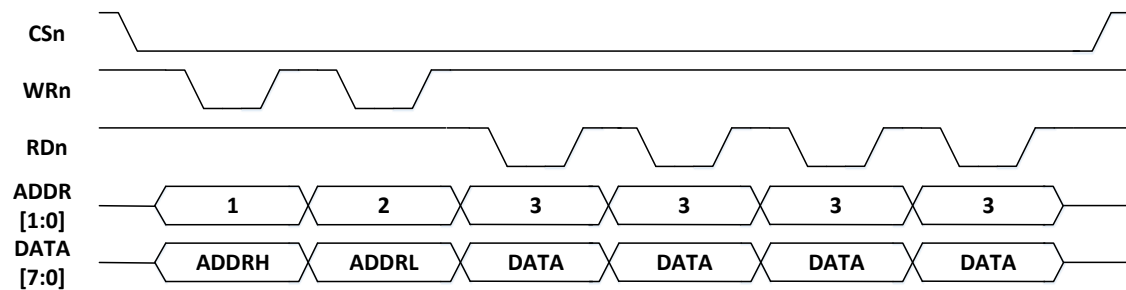 CSn
WRn
RDn
ADDR
[1:0]
1 2 3 3 3 3
DATA
[7:0]
ADDRH ADDRL DATA DATA DATA DATA